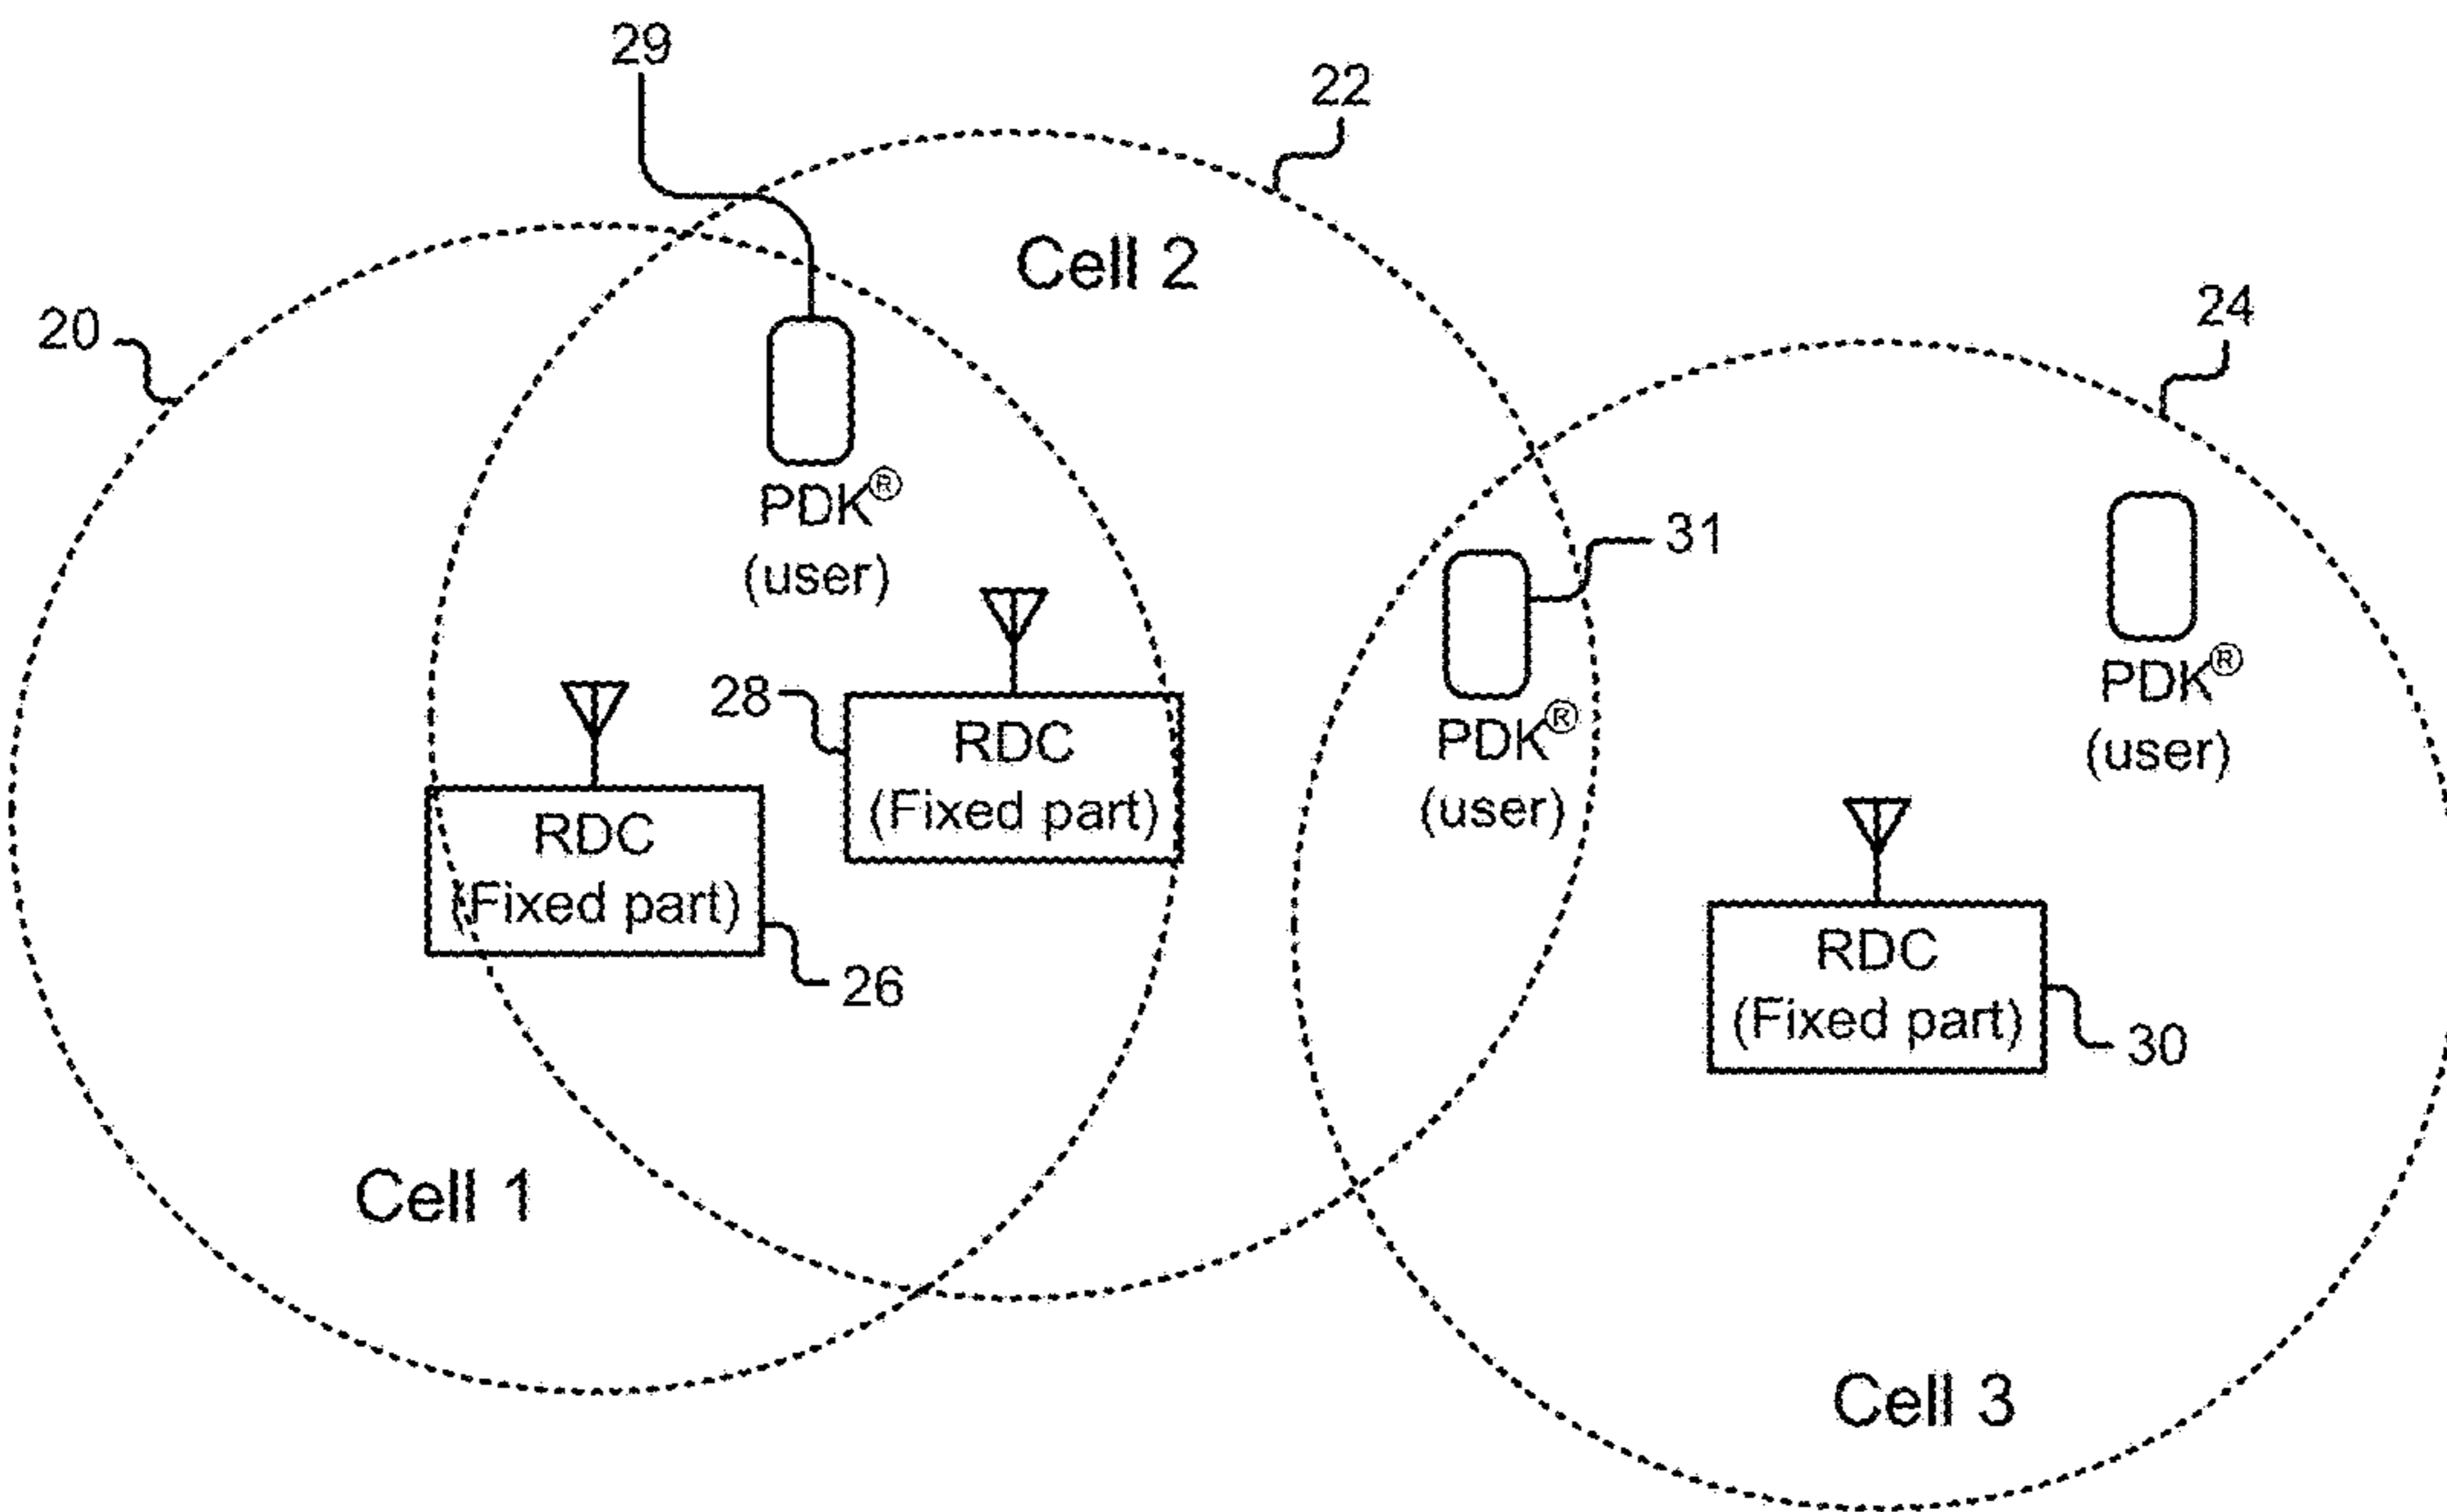 29
22
Cell 2
20
24
PDK®
(user)
31
PDK®
(user)
28
RDC
(Fixed part)
PDK®
(user)
RDC
(Fixed part)
26
RDC
(Fixed part)
30
Cell 1
Cell 3